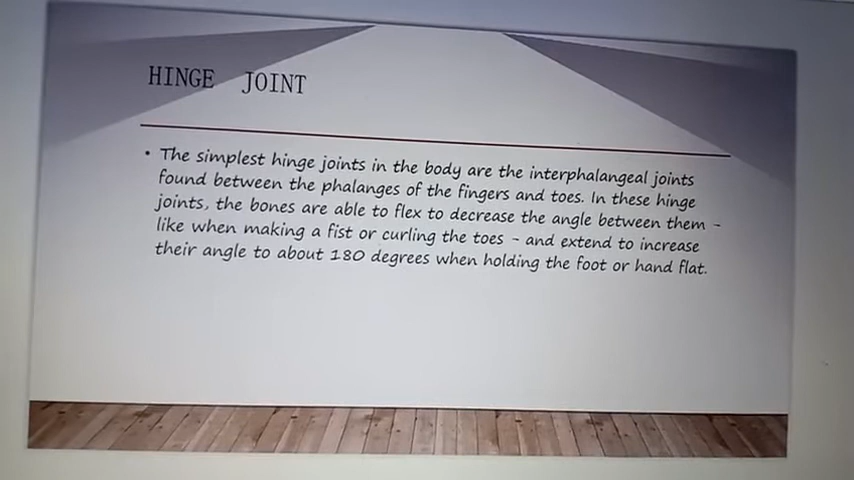 HINGE JOINT
• The simplest hinge joints in the body are the interphalangeal joints
found between the phalanges of the fingers and toes. In these hinge
joints, the bones are able to flex to decrease the angle between them –
like when making a fist or curling the toes – and extend to increase
their angle to about 180 degrees when holding the foot or hand flat.